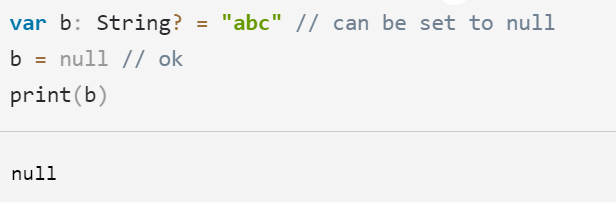 var b: String? = "abc" // can be set to null
b = null // ok
print(b)
null